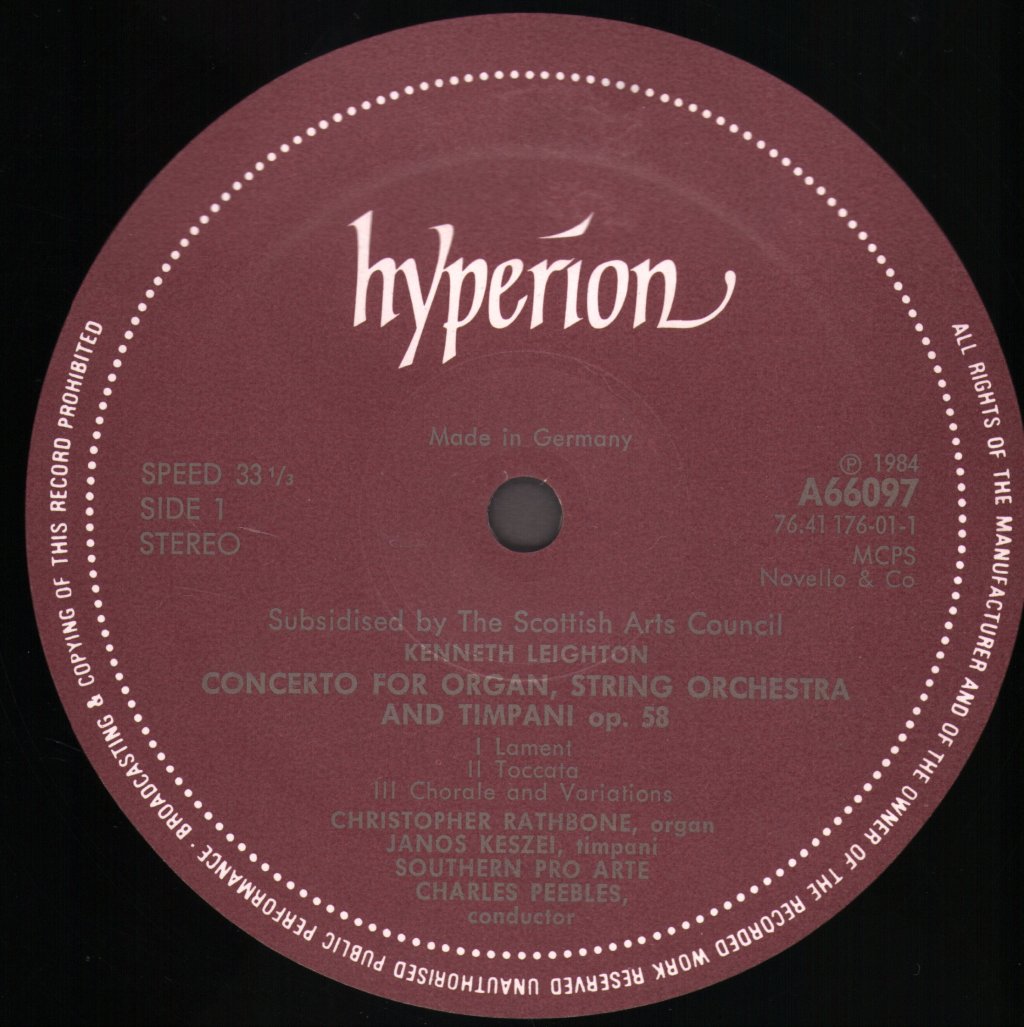 hyperion
Made in Germany
SPEED 33 1/3
SIDE 1
STEREO
℗ 1984
A66097
76.41 176-01-1
MCPS
Novello & Co
Subsidised by The Scottish Arts Council
KENNETH LEIGHTON
CONCERTO FOR ORGAN, STRING ORCHESTRA
AND TIMPANI op. 58
I Lament
II Toccata
III Chorale and Variations
CHRISTOPHER RATHBONE, organ
JANOS KESZEI, timpani
SOUTHERN PRO ARTE
CHARLES PEEBLES,
conductor
ALL RIGHTS OF THE MANUFACTURER AND OF THE OWNER OF THE RECORDED WORK RESERVED UNAUTHORISED PUBLIC PERFORMANCE · BROADCASTING & COPYING OF THIS RECORD PROHIBITED